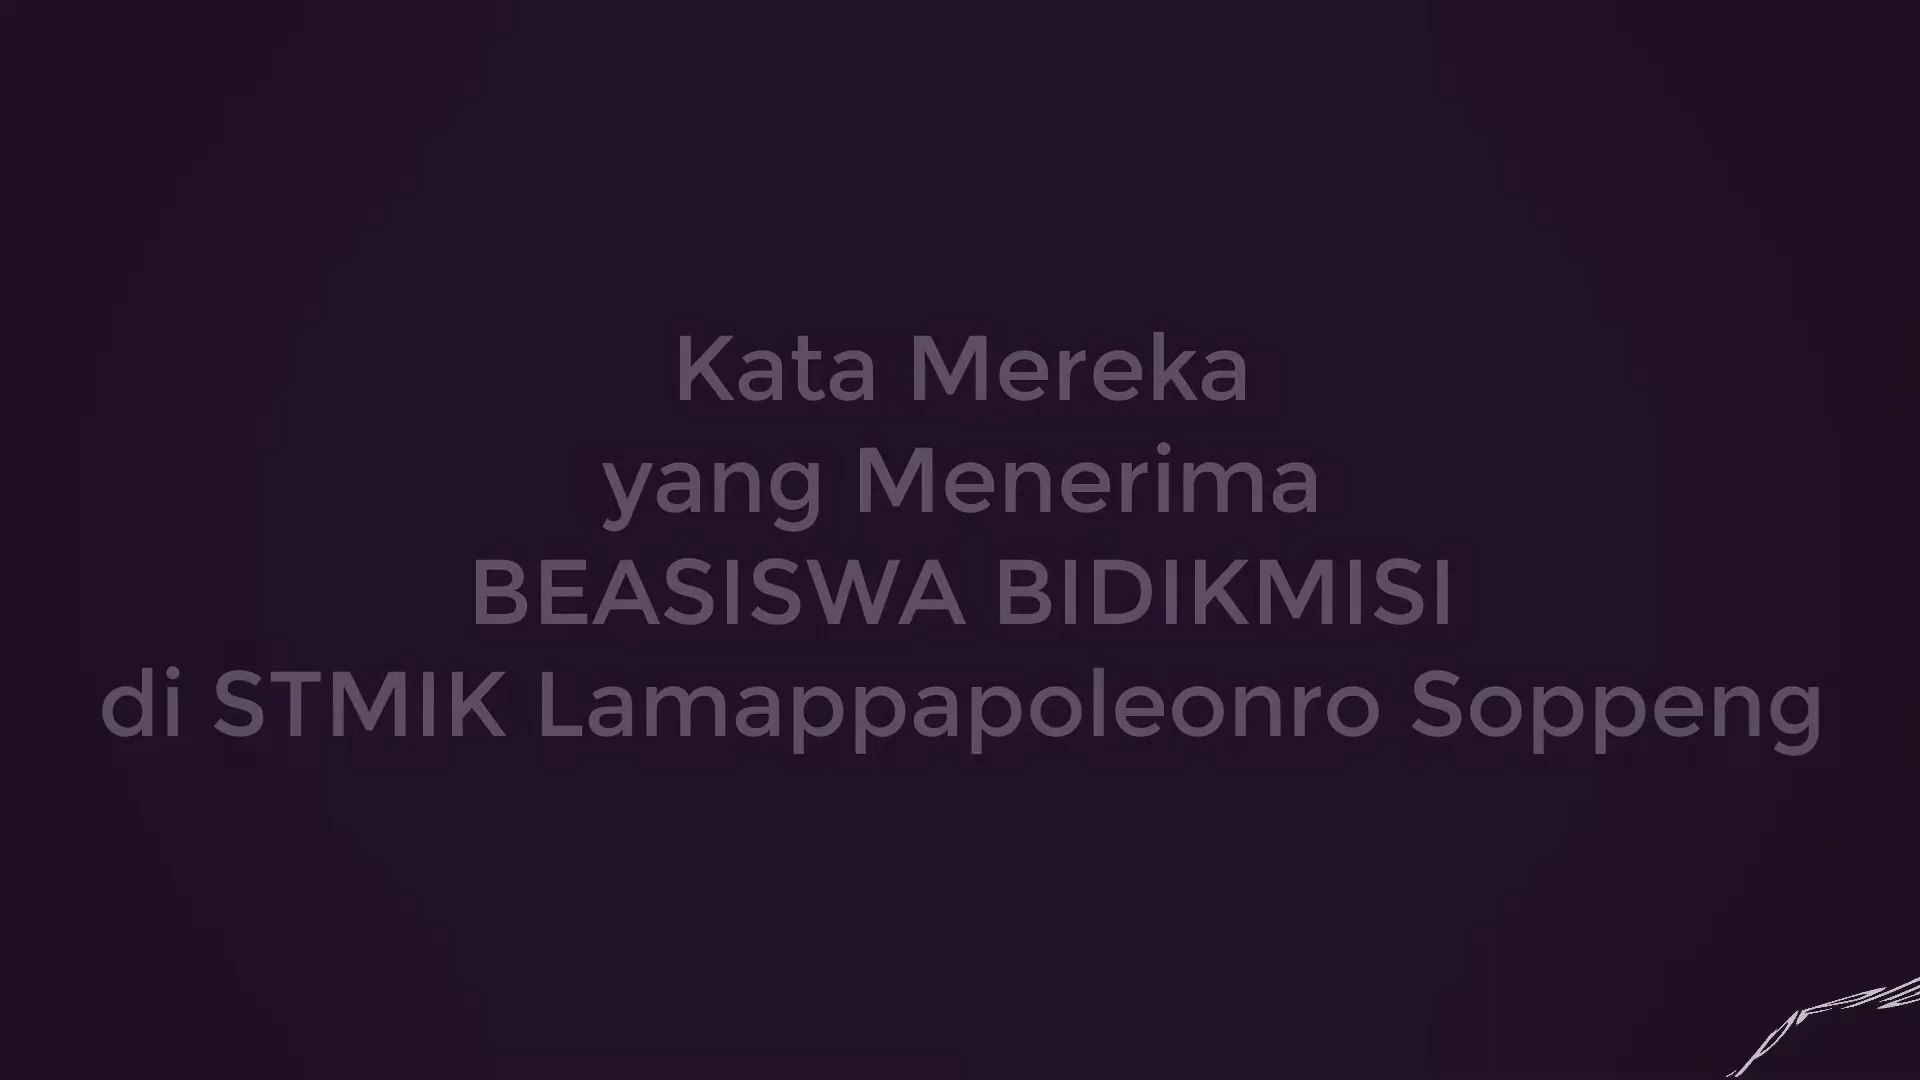 Kata Mereka
yang Menerima
BEASISWA BIDIKMISI
di STMIK Lamappapoleonro Soppeng